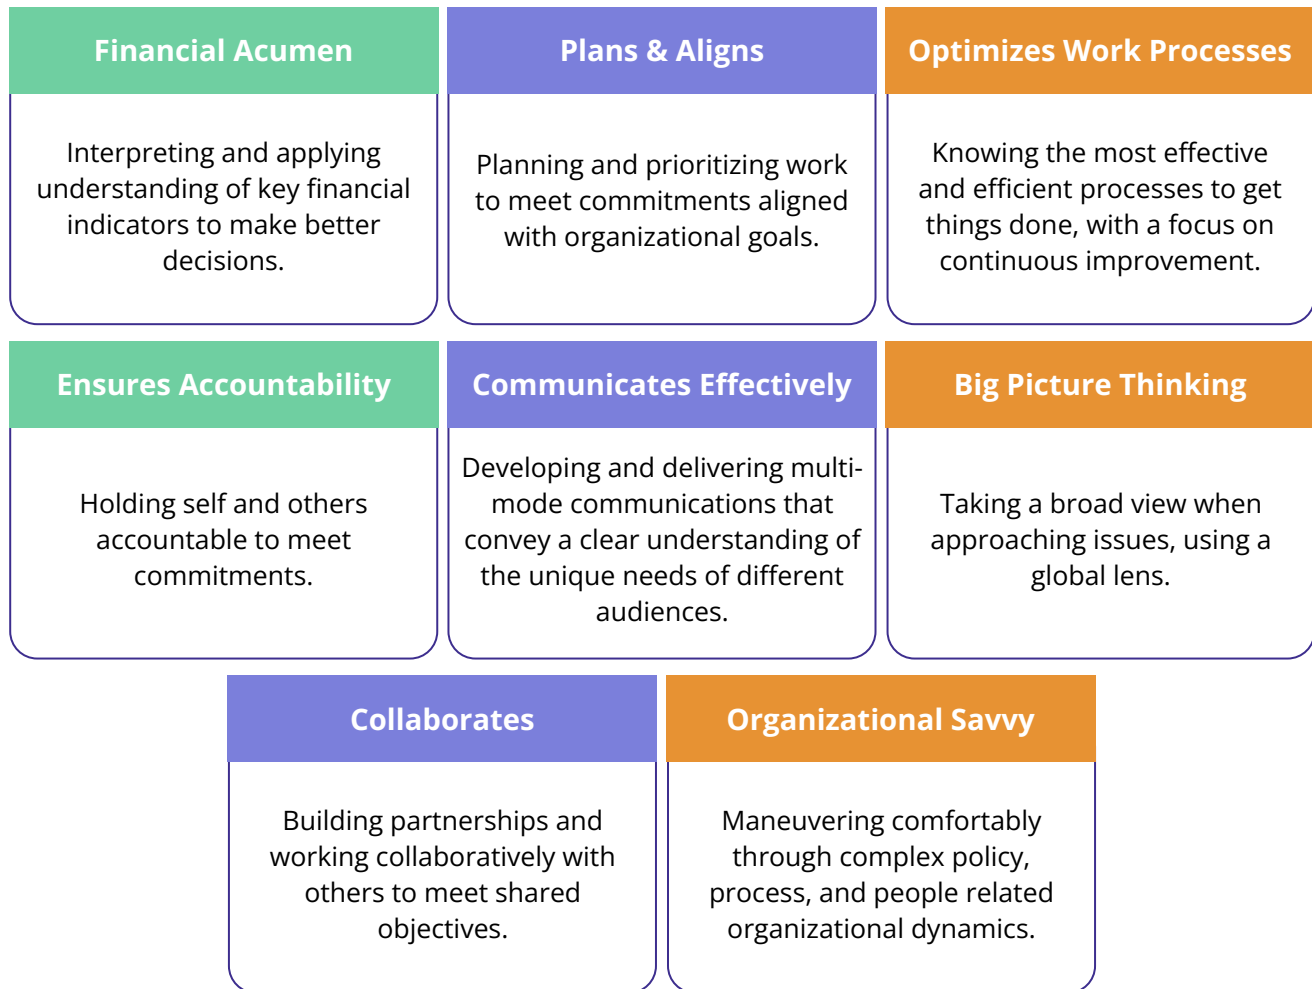 Financial Acumen
Interpreting and applying
understanding of key financial
indicators to make better
decisions.
Plans & Aligns
Planning and prioritizing work
to meet commitments aligned
with organizational goals.
Optimizes Work Processes
Knowing the most effective
and efficient processes to get
things done, with a focus on
continuous improvement.
Ensures Accountability
Holding self and others
accountable to meet
commitments.
Communicates Effectively
Developing and delivering multi-
mode communications that
convey a clear understanding of
the unique needs of different
audiences.
Big Picture Thinking
Taking a broad view when
approaching issues, using a
global lens.
Collaborates
Building partnerships and
working collaboratively with
others to meet shared
objectives.
Organizational Savvy
Maneuvering comfortably
through complex policy,
process, and people related
organizational dynamics.